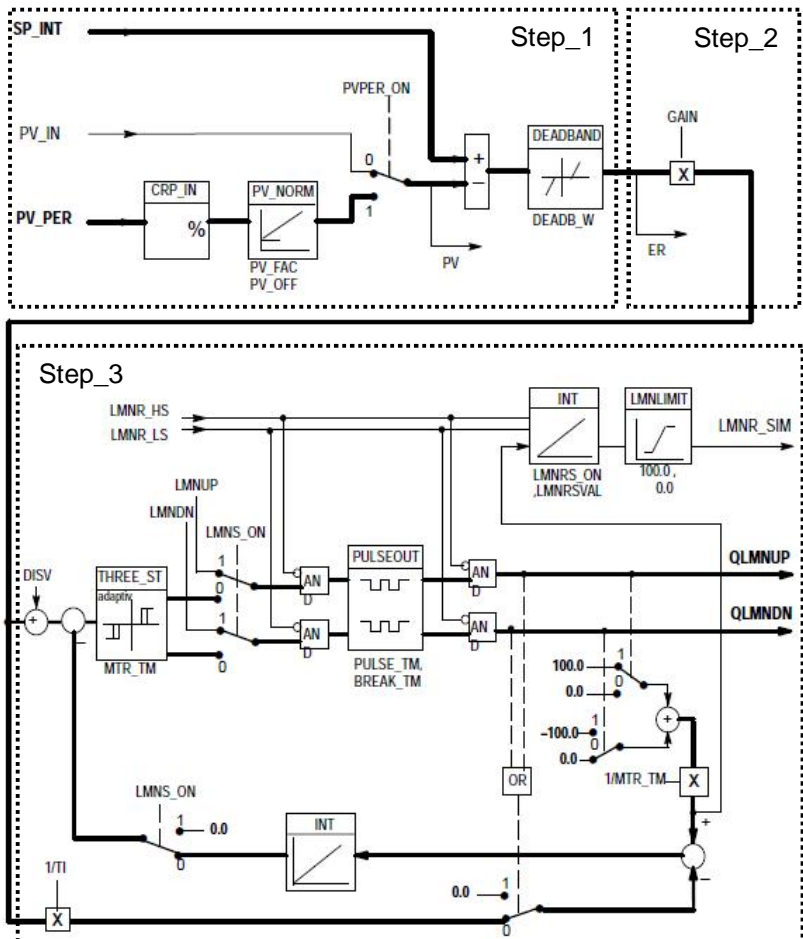 SP_INT
Step_1
Step_2
PVPER_ON
GAIN
PV_IN
DEADBAND
0
+
CRP_IN
PV_NORM
–
X
%
1
PV_PER
DEADB_W
PV_FAC
PV_OFF
PV
ER
Step_3
LMNR_HS
LMNR_LS
INT
LMNLIMIT
LMNR_SIM
LMNRS_ON
,LMNRSVAL
100.0 ,
0.0
LMNUP
LMNDN
LMNS_ON
PULSEOUT
QLMNUP
DISV
THREE_ST
1
AN
AN
adaptiv
0
D
D
QLMNDN
+
1
AN
AN
–
D
D
MTR_TM
0
PULSE_TM,
BREAK_TM
100.0
1
0
0.0
+
–100.0
1
0
0.0
OR
1/MTR_TM
X
LMNS_ON
1
0.0
INT
+
0
–
1/TI
0.0
1
X
0